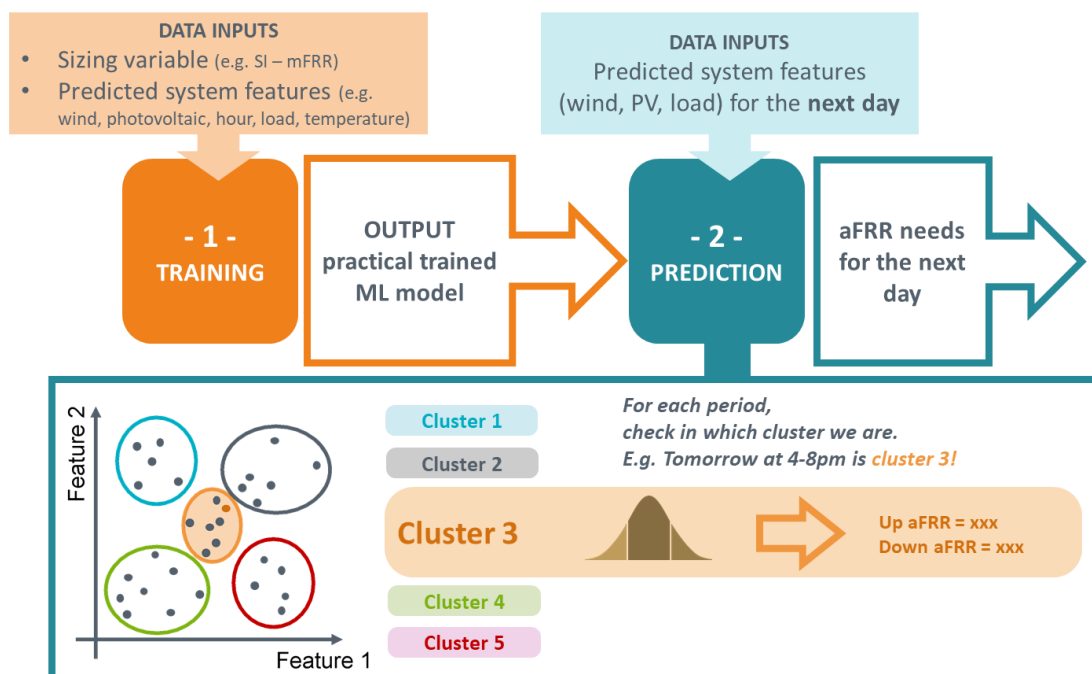 DATA INPUTS
• Sizing variable (e.g. SI – mFRR)
• Predicted system features (e.g.
wind, photovoltaic, hour, load, temperature)
DATA INPUTS
Predicted system features
(wind, PV, load) for the next day
- 1 -
TRAINING
OUTPUT
practical trained
ML model
- 2 -
PREDICTION
aFRR needs
for the next
day
Feature 2
Feature 1
Cluster 1
Cluster 2
For each period,
check in which cluster we are.
E.g. Tomorrow at 4-8pm is cluster 3!
Cluster 3
Up aFRR = xxx
Down aFRR = xxx
Cluster 4
Cluster 5